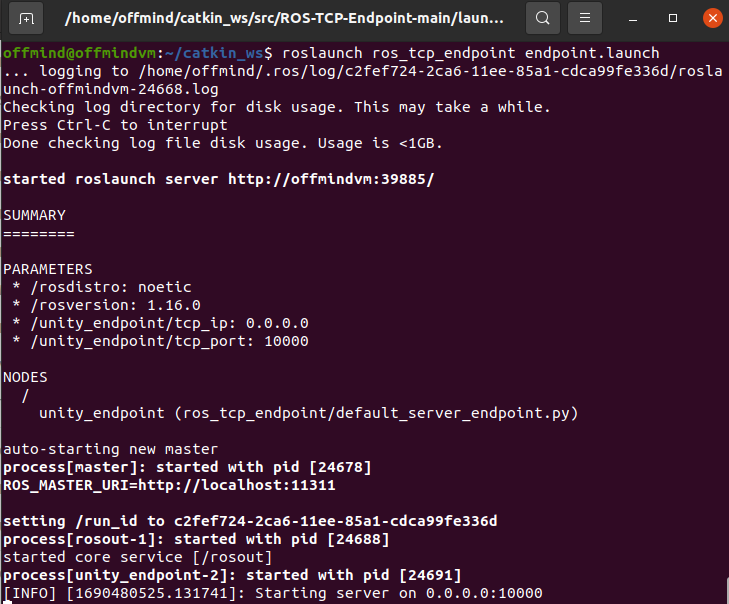 /home/offmind/catkin_ws/src/ROS-TCP-Endpoint-main/laun...
offmind@offmindvm:~/catkin_ws$ roslaunch ros_tcp_endpoint endpoint.launch
... logging to /home/offmind/.ros/log/c2fef724-2ca6-11ee-85a1-cdca99fe336d/rosla
unch-offmindvm-24668.log
Checking log directory for disk usage. This may take a while.
Press Ctrl-C to interrupt
Done checking log file disk usage. Usage is <1GB.
started roslaunch server http://offmindvm:39885/
SUMMARY
========
PARAMETERS
* /rosdistro: noetic
* /rosversion: 1.16.0
* /unity_endpoint/tcp_ip: 0.0.0.0
* /unity_endpoint/tcp_port: 10000
NODES
/
unity_endpoint (ros_tcp_endpoint/default_server_endpoint.py)
auto-starting new master
process[master]: started with pid [24678]
ROS_MASTER_URI=http://localhost:11311
setting /run_id to c2fef724-2ca6-11ee-85a1-cdca99fe336d
process[rosout-1]: started with pid [24688]
started core service [/rosout]
process[unity_endpoint-2]: started with pid [24691]
[INFO] [1690480525.131741]: Starting server on 0.0.0.0:10000